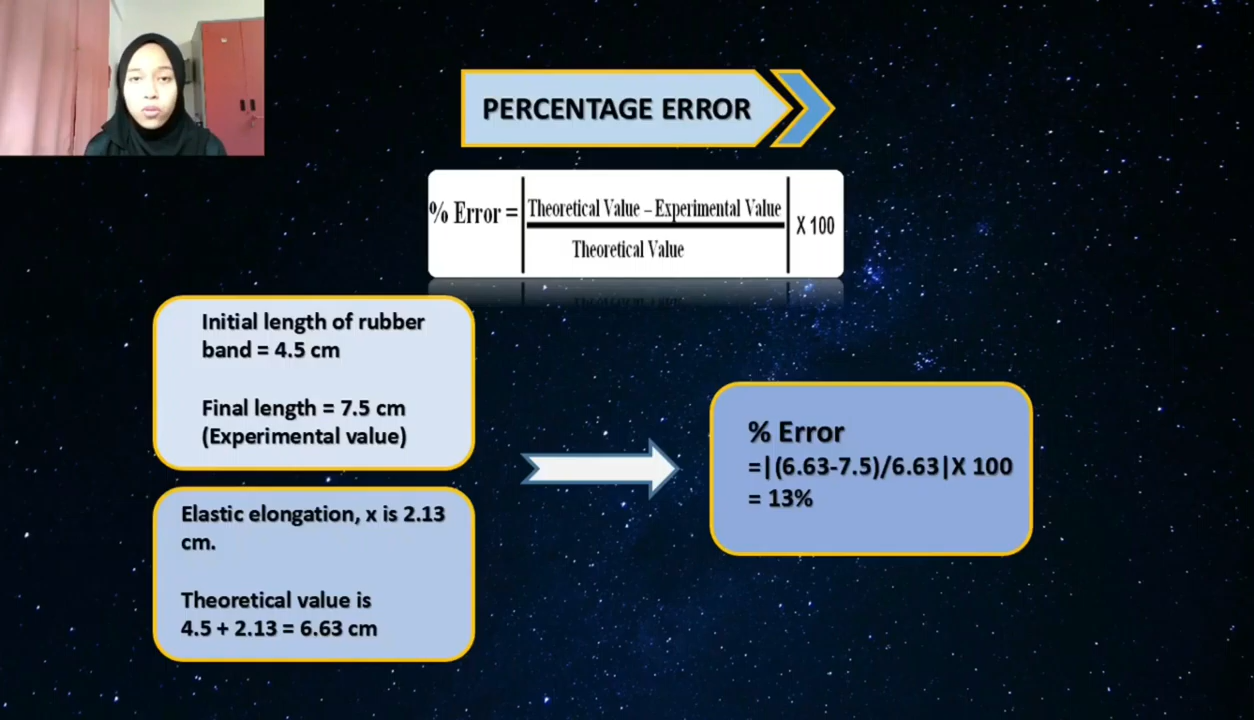 PERCENTAGE ERROR
% Error = | Theoretical Value – Experimental Value | X 100
Theoretical Value
Initial length of rubber
band = 4.5 cm
Final length = 7.5 cm
(Experimental value)
Elastic elongation, x is 2.13
cm.
Theoretical value is
4.5 + 2.13 = 6.63 cm
% Error
=|(6.63-7.5)/6.63|X 100
= 13%